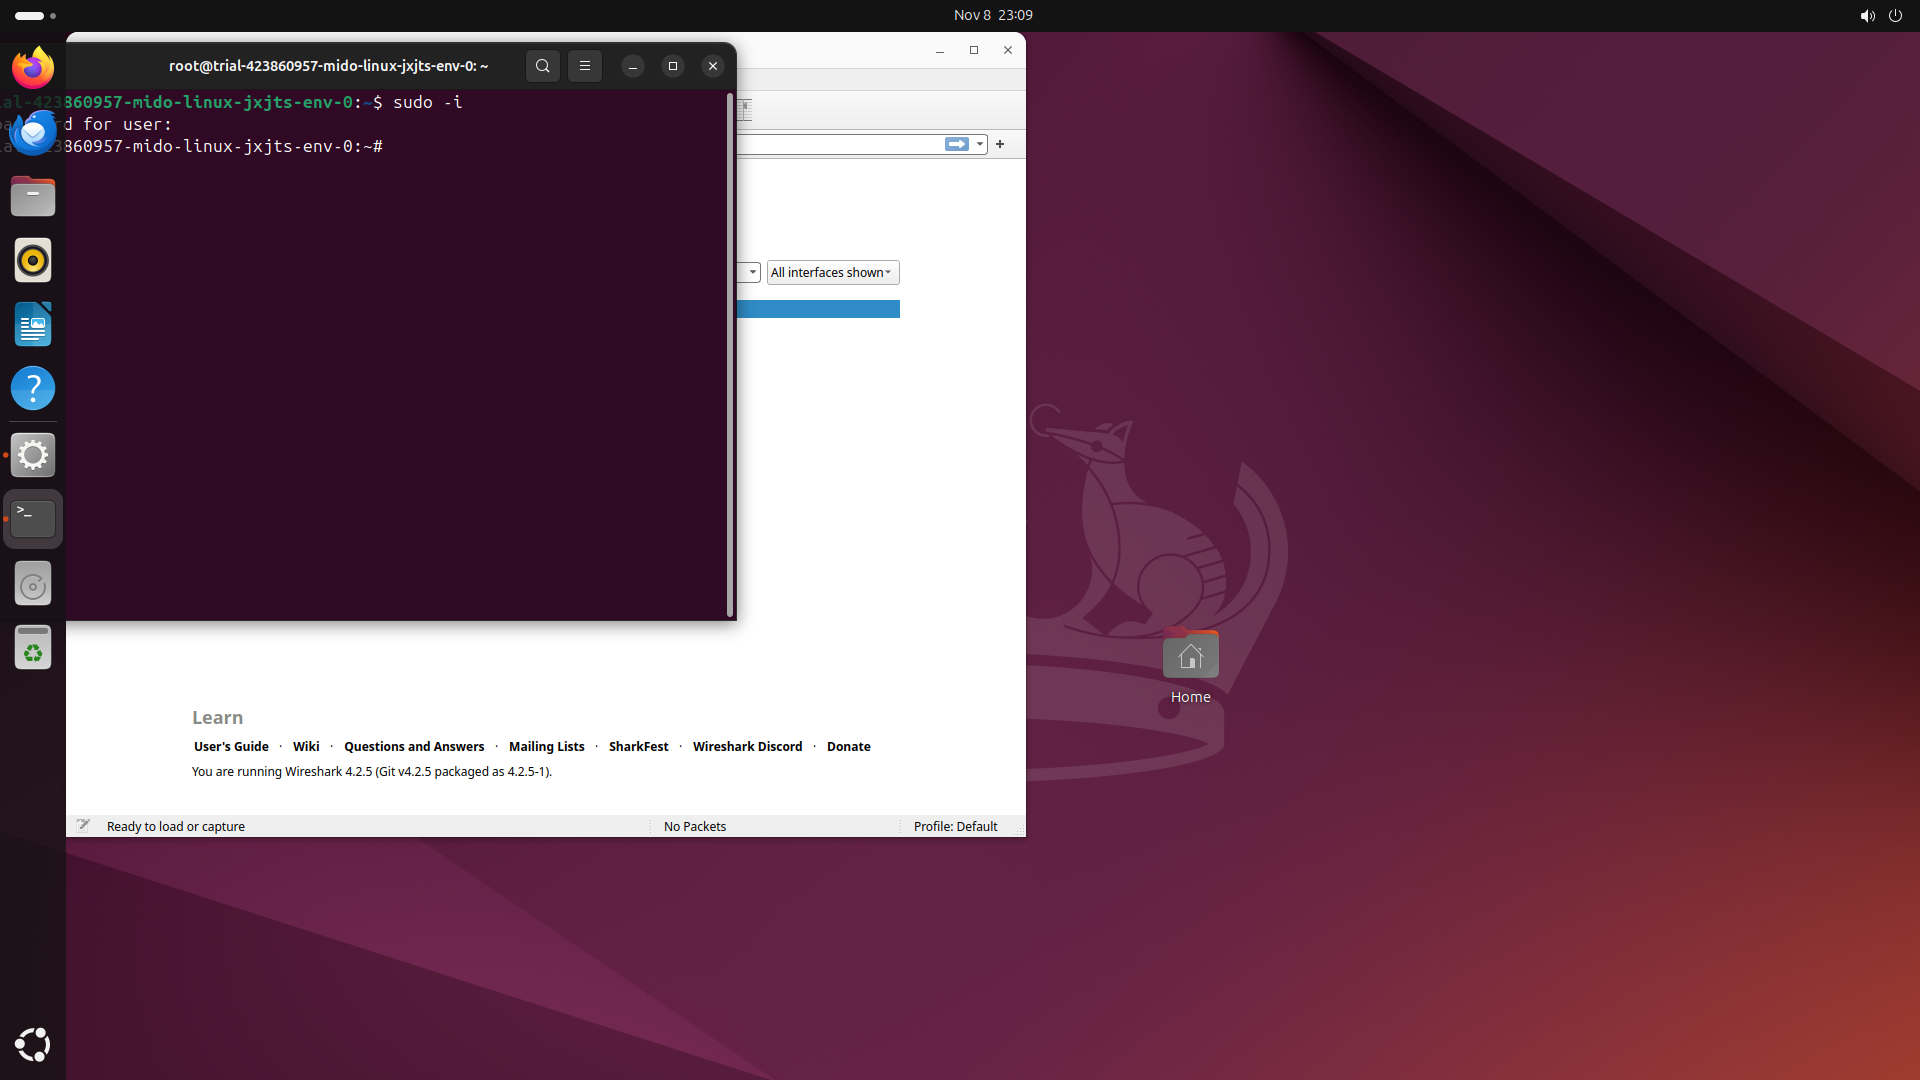 Nov 8 23:09
root@trial-423860957-mido-linux-jxjts-env-0: ~
al-423860957-mido-linux-jxjts-env-0:~$ sudo -i
d for user:
860957-mido-linux-jxjts-env-0:~#
All interfaces shown
Home
Learn
User's Guide · Wiki · Questions and Answers · Mailing Lists · SharkFest · Wireshark Discord · Donate
You are running Wireshark 4.2.5 (Git v4.2.5 packaged as 4.2.5-1).
Ready to load or capture
No Packets
Profile: Default